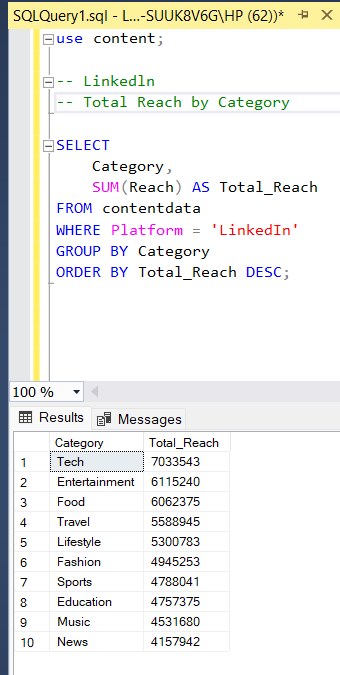 SQLQuery1.sql - L...-SUUK8V6G\HP (62))*
use content;
-- Linkedln
-- Total Reach by Category
SELECT
Category,
SUM(Reach) AS Total_Reach
FROM contentdata
WHERE Platform = 'LinkedIn'
GROUP BY Category
ORDER BY Total_Reach DESC;
100 %
Results Messages
Category Total_Reach
1 Tech 7033543
2 Entertainment 6115240
3 Food 6062375
4 Travel 5588945
5 Lifestyle 5300783
6 Fashion 4945253
7 Sports 4788041
8 Education 4757375
9 Music 4531680
10 News 4157942